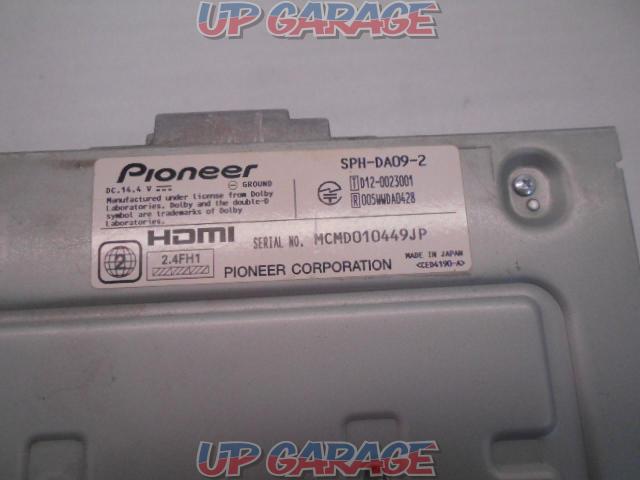 UP GARAGE
Pioneer
SPH-DA09-2
DC.14.4 V
GROUND
Manufactured under license from Dolby
Laboratories. Dolby and the double-D
symbol are trademarks of Dolby
Laboratories.
T D12-0023001
R 005WWDA0428
HDMI
SERIAL NO. MCMD010449JP
2
2.4FH1
PIONEER CORPORATION
MADE IN JAPAN
<CED4190-A>
UP GARAGE